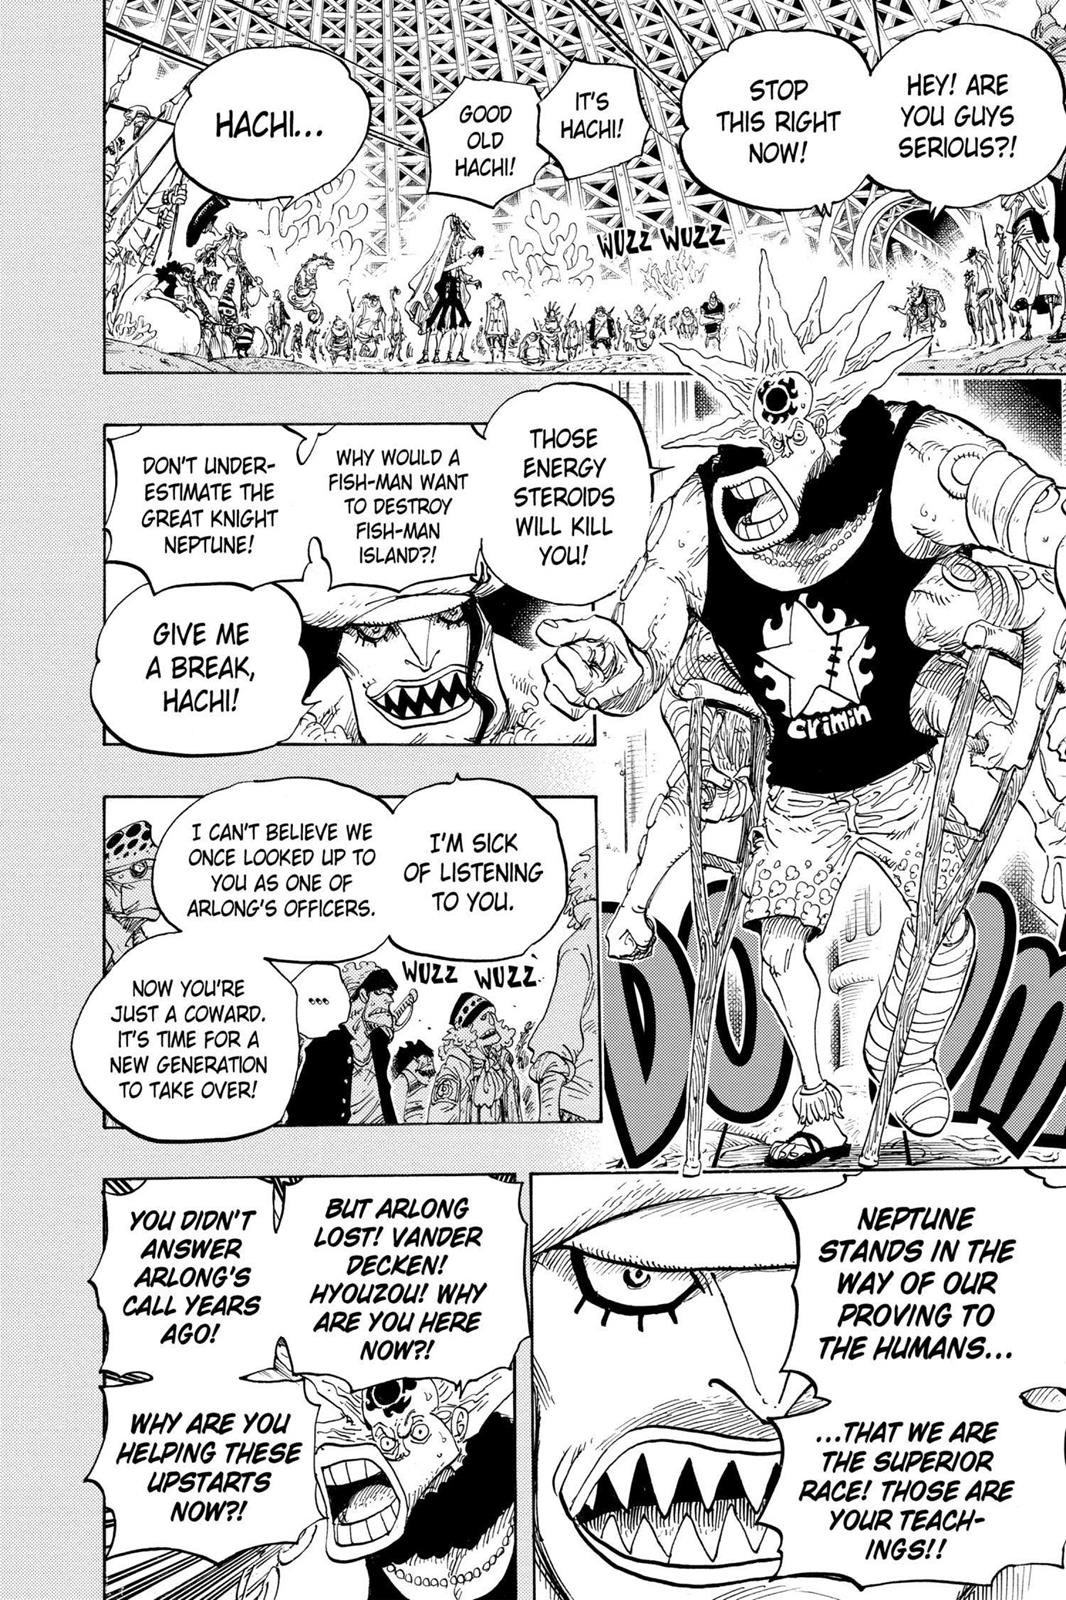 HEY! ARE
YOU GUYS
SERIOUS?!
STOP
THIS RIGHT
NOW!
IT'S
HACHI!
GOOD
OLD
HACHI!
HACHI...
WUZZ WUZZ
THOSE
ENERGY
STEROIDS
WILL KILL
YOU!
WHY WOULD A
FISH-MAN WANT
TO DESTROY
FISH-MAN
ISLAND?!
DON'T UNDER-
ESTIMATE THE
GREAT KNIGHT
NEPTUNE!
GIVE ME
A BREAK,
HACHI!
crimin
DOOM
I'M SICK
OF LISTENING
TO YOU.
I CAN'T BELIEVE WE
ONCE LOOKED UP TO
YOU AS ONE OF
ARLONG'S OFFICERS.
NOW YOU'RE
JUST A COWARD.
IT'S TIME FOR A
NEW GENERATION
TO TAKE OVER!
...
WUZZ WUZZ
NEPTUNE
STANDS IN THE
WAY OF OUR
PROVING TO
THE HUMANS...
...THAT WE ARE
THE SUPERIOR
RACE! THOSE ARE
YOUR TEACH-
INGS!!
BUT ARLONG
LOST! VANDER
DECKEN!
HYOUZOU! WHY
ARE YOU HERE
NOW?!
YOU DIDN'T
ANSWER
ARLONG'S
CALL YEARS
AGO!
WHY ARE YOU
HELPING THESE
UPSTARTS
NOW?!